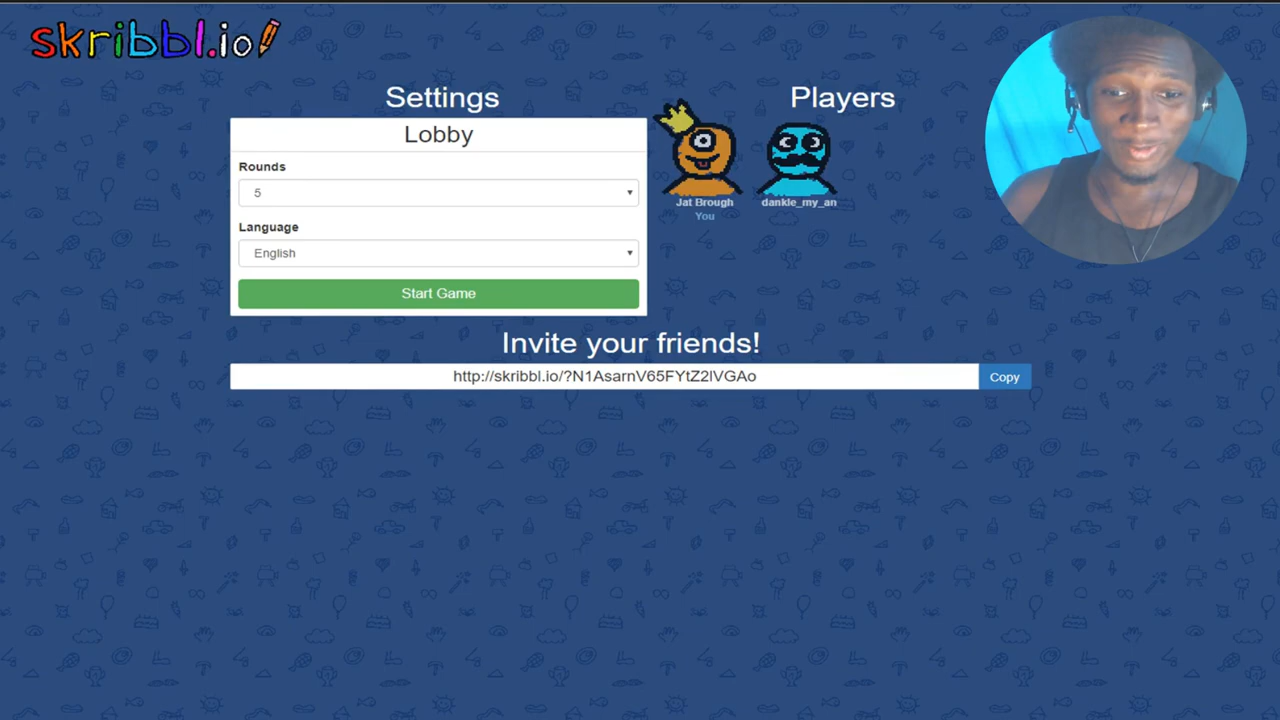 skribbl.io
Settings
Players
Lobby
Rounds
5
Language
English
Start Game
Jat Brough
You
dankle_my_an
Invite your friends!
http://skribbl.io/?N1AsarnV65FYtZ2lVGAo
Copy